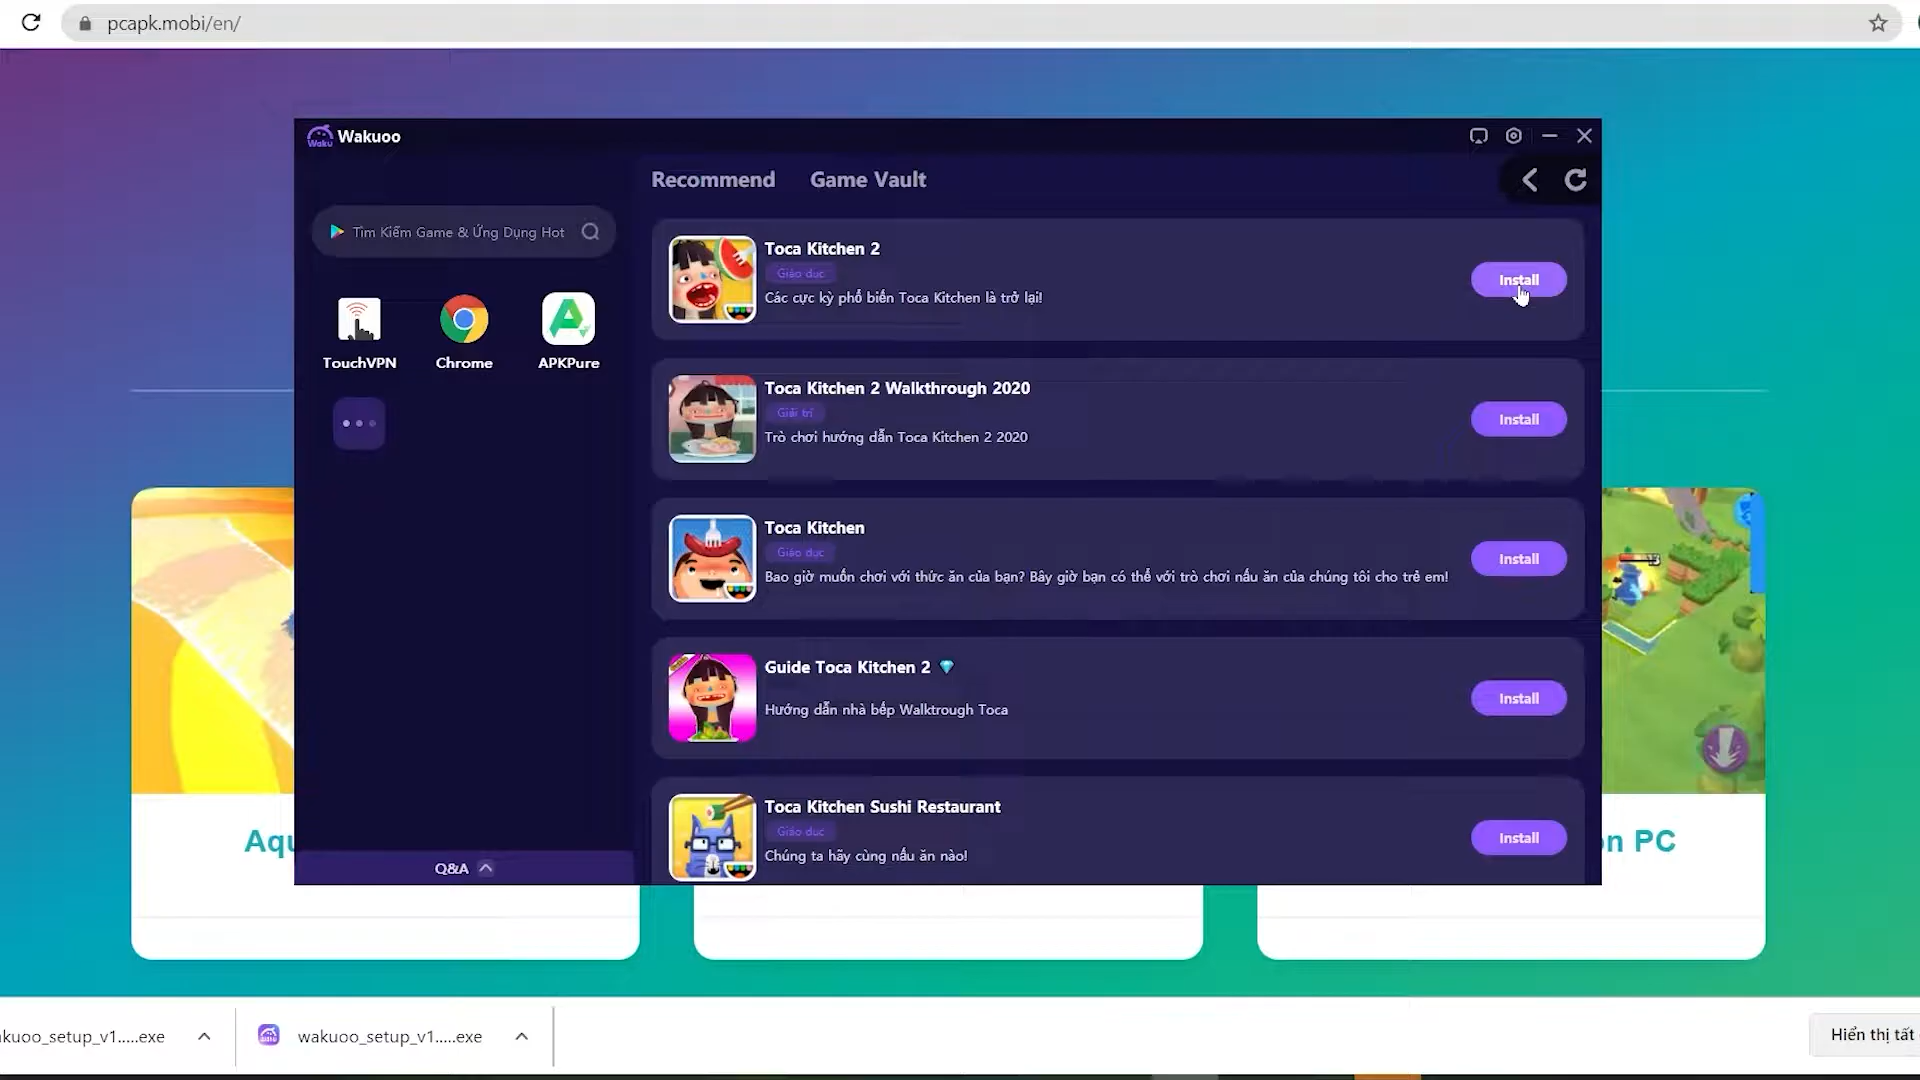 pcapk.mobi/en/
Wakuoo
Recommend
Game Vault
Tìm Kiếm Game & Ứng Dụng Hot
TouchVPN
Chrome
APKPure
Toca Kitchen 2
Giáo dục
Các cực kỳ phổ biến Toca Kitchen là trở lại!
Install
Toca Kitchen 2 Walkthrough 2020
Giải trí
Trò chơi hướng dẫn Toca Kitchen 2 2020
Install
Toca Kitchen
Giáo dục
Bao giờ muốn chơi với thức ăn của bạn? Bây giờ bạn có thể với trò chơi nấu ăn của chúng tôi cho trẻ em!
Install
Guide Toca Kitchen 2
Hướng dẫn nhà bếp Walktrough Toca
Install
Toca Kitchen Sushi Restaurant
Giáo dục
Chúng ta hãy cùng nấu ăn nào!
Install
Q&A
Aqu
on PC
kuoo_setup_v1.....exe
wakuoo_setup_v1.....exe
Hiển thị tất